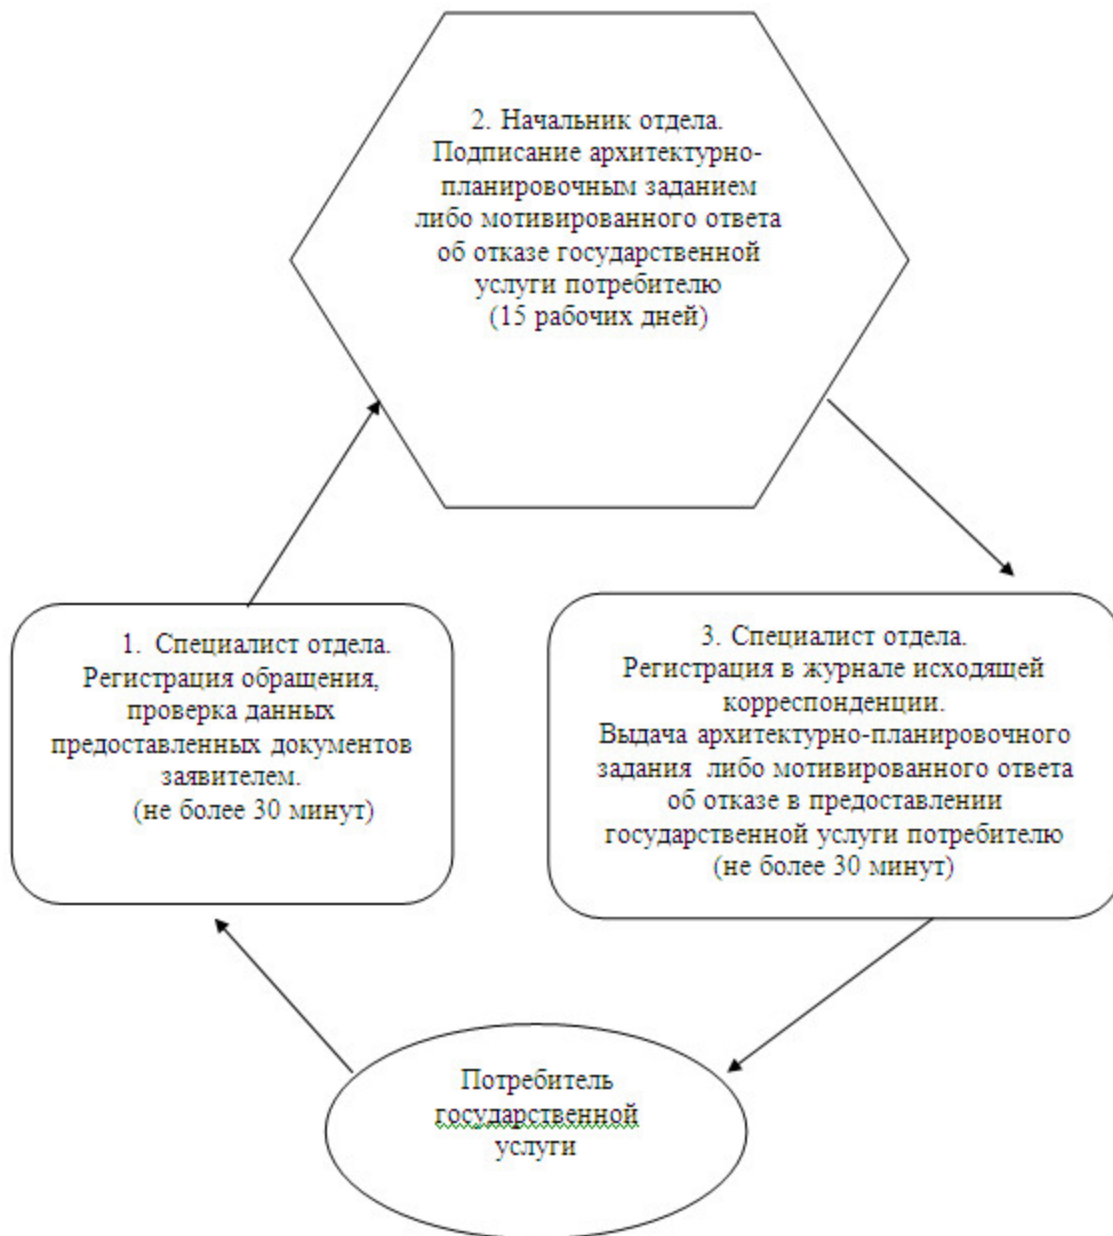 2. Начальник отдела.
Подписание архитектурно-
планировочным заданием
либо мотивированного ответа
об отказе государственной
услуги потребителю
(15 рабочих дней)
1. Специалист отдела.
Регистрация обращения,
проверка данных
предоставленных документов
заявителем.
(не более 30 минут)
3. Специалист отдела.
Регистрация в журнале исходящей
корреспонденции.
Выдача архитектурно-планировочного
задания либо мотивированного ответа
об отказе в предоставлении
государственной услуги потребителю
(не более 30 минут)
Потребитель
государственной
услуги